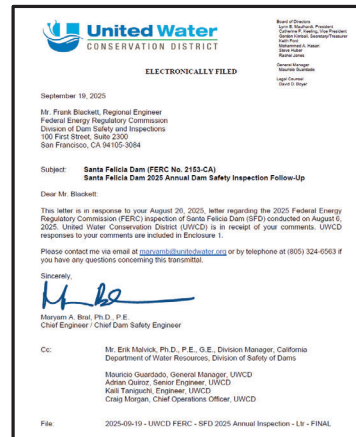 United Water
CONSERVATION DISTRICT
Board of Directors
Lynn E. Maulhardt, President
Catherine P. Keeling, Vice President
Gordon Kimball, Secretary/Treasurer
Keith Ford
Mohammed A. Hasan
Steve Huber
Rachel Jones
General Manager
Mauricio Guardado
Legal Counsel
David D. Boyer
ELECTRONICALLY FILED
September 19, 2025
Mr. Frank Blackett, Regional Engineer
Federal Energy Regulatory Commission
Division of Dam Safety and Inspections
100 First Street, Suite 2300
San Francisco, CA 94105-3084
Subject: Santa Felicia Dam (FERC No. 2153-CA)
Santa Felicia Dam 2025 Annual Dam Safety Inspection Follow-Up
Dear Mr. Blackett:
This letter is in response to your August 26, 2025, letter regarding the 2025 Federal Energy
Regulatory Commission (FERC) inspection of Santa Felicia Dam (SFD) conducted on August 6,
2025, United Water Conservation District (UWCD) is in receipt of your comments. UWCD
responses to your comments are included in Enclosure 1.
Please contact me via email at maryamb@unitedwater.org or by telephone at (805) 324-6563 if
you have any questions concerning this transmittal.
Sincerely,
Maryam A. Bral, Ph.D., P.E.
Chief Engineer / Chief Dam Safety Engineer
Cc: Mr. Erik Malvick, Ph.D., P.E., G.E., Division Manager, California
Department of Water Resources, Division of Safety of Dams
Mauricio Guardado, General Manager, UWCD
Adrian Quiroz, Senior Engineer, UWCD
Kaili Taniguchi, Engineer, UWCD
Craig Morgan, Chief Operations Officer, UWCD
File: 2025-09-19 - UWCD FERC - SFD 2025 Annual Inspection - Ltr - FINAL